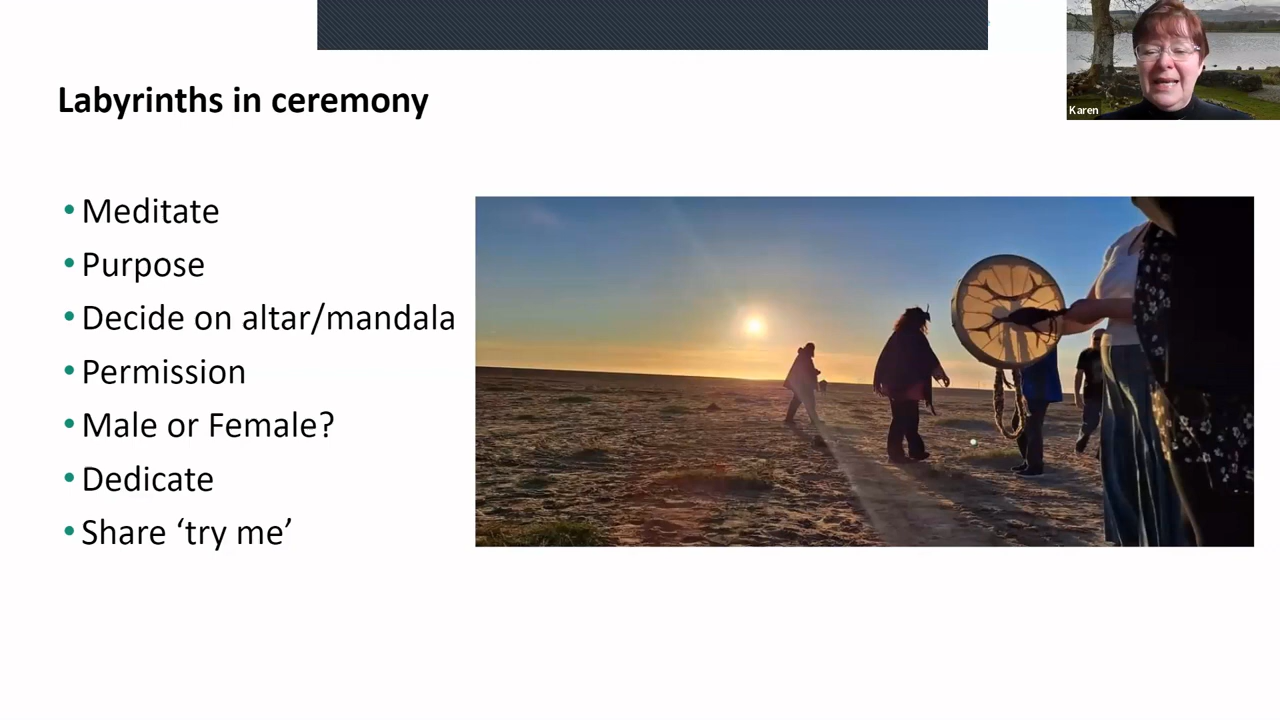 Labyrinths in ceremony
Karen
• Meditate
• Purpose
• Decide on altar/mandala
• Permission
• Male or Female?
• Dedicate
• Share ‘try me’